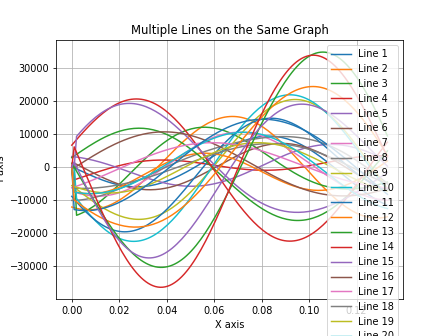 Multiple Lines on the Same Graph
30000
20000
10000
0
−10000
−20000
−30000
0.00
0.02
0.04
0.06
0.08
0.10
X axis
axis
Line 1
Line 2
Line 3
Line 4
Line 5
Line 6
Line 7
Line 8
Line 9
Line 10
Line 11
Line 12
Line 13
Line 14
Line 15
Line 16
Line 17
Line 18
Line 19
Line 20